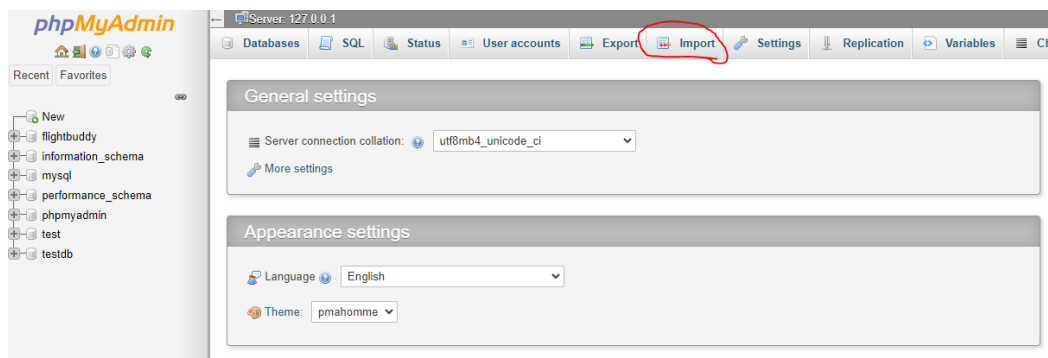 phpMyAdmin
Server: 127.0.0.1
Databases SQL Status User accounts Export Import Settings Replication Variables
Recent Favorites
New
flightbuddy
information_schema
mysql
performance_schema
phpmyadmin
test
testdb
General settings
Server connection collation: utf8mb4_unicode_ci
More settings
Appearance settings
Language English
Theme: pmahomme